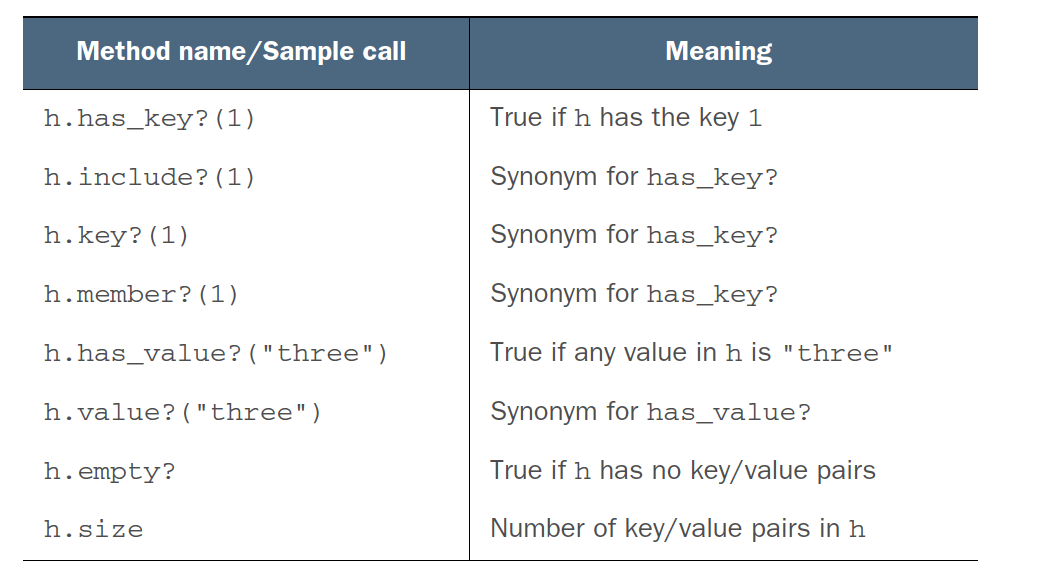 Method name/Sample call Meaning
h.has_key?(1) True if h has the key 1
h.include?(1) Synonym for has_key?
h.key?(1) Synonym for has_key?
h.member?(1) Synonym for has_key?
h.has_value?("three") True if any value in h is "three"
h.value?("three") Synonym for has_value?
h.empty? True if h has no key/value pairs
h.size Number of key/value pairs in h